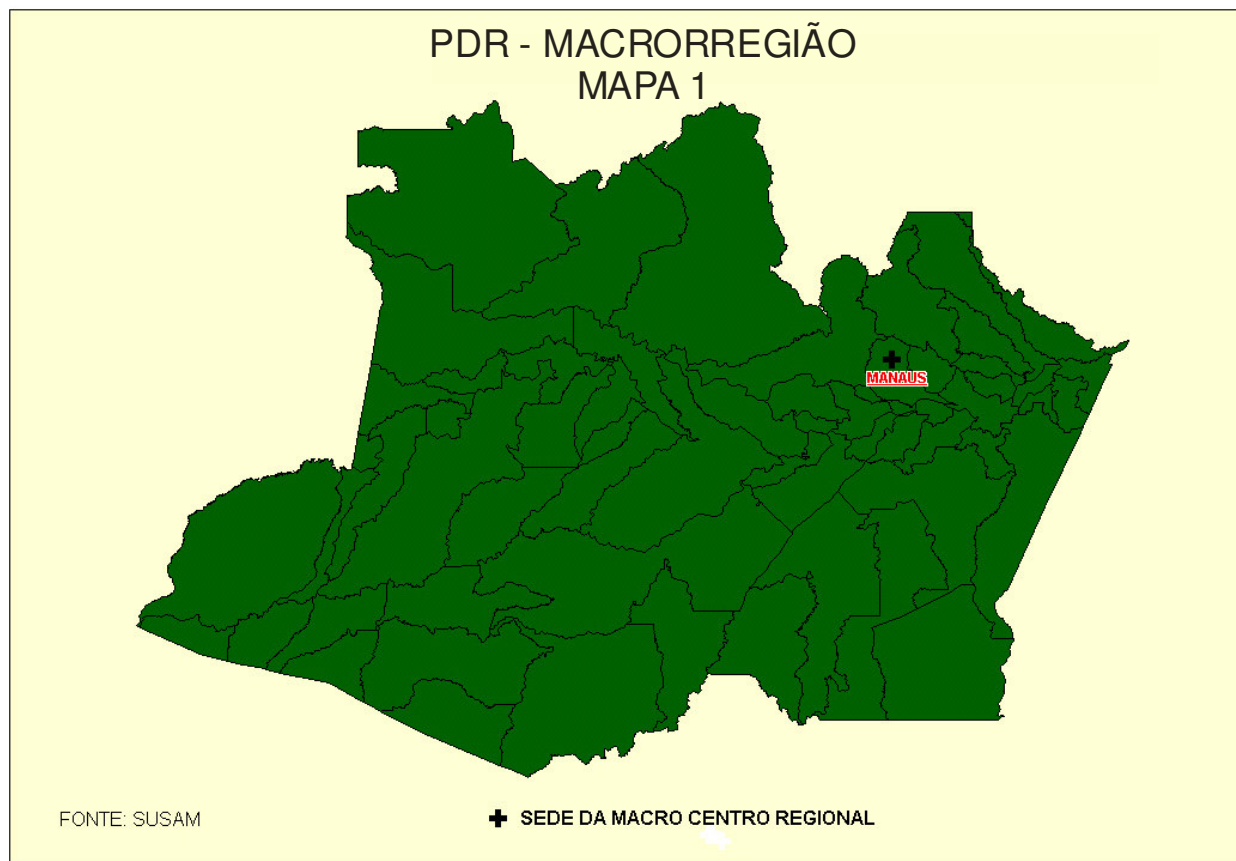 PDR - MACRORREGIÃO
MAPA 1
MANAUS
FONTE: SUSAM
SEDE DA MACRO CENTRO REGIONAL